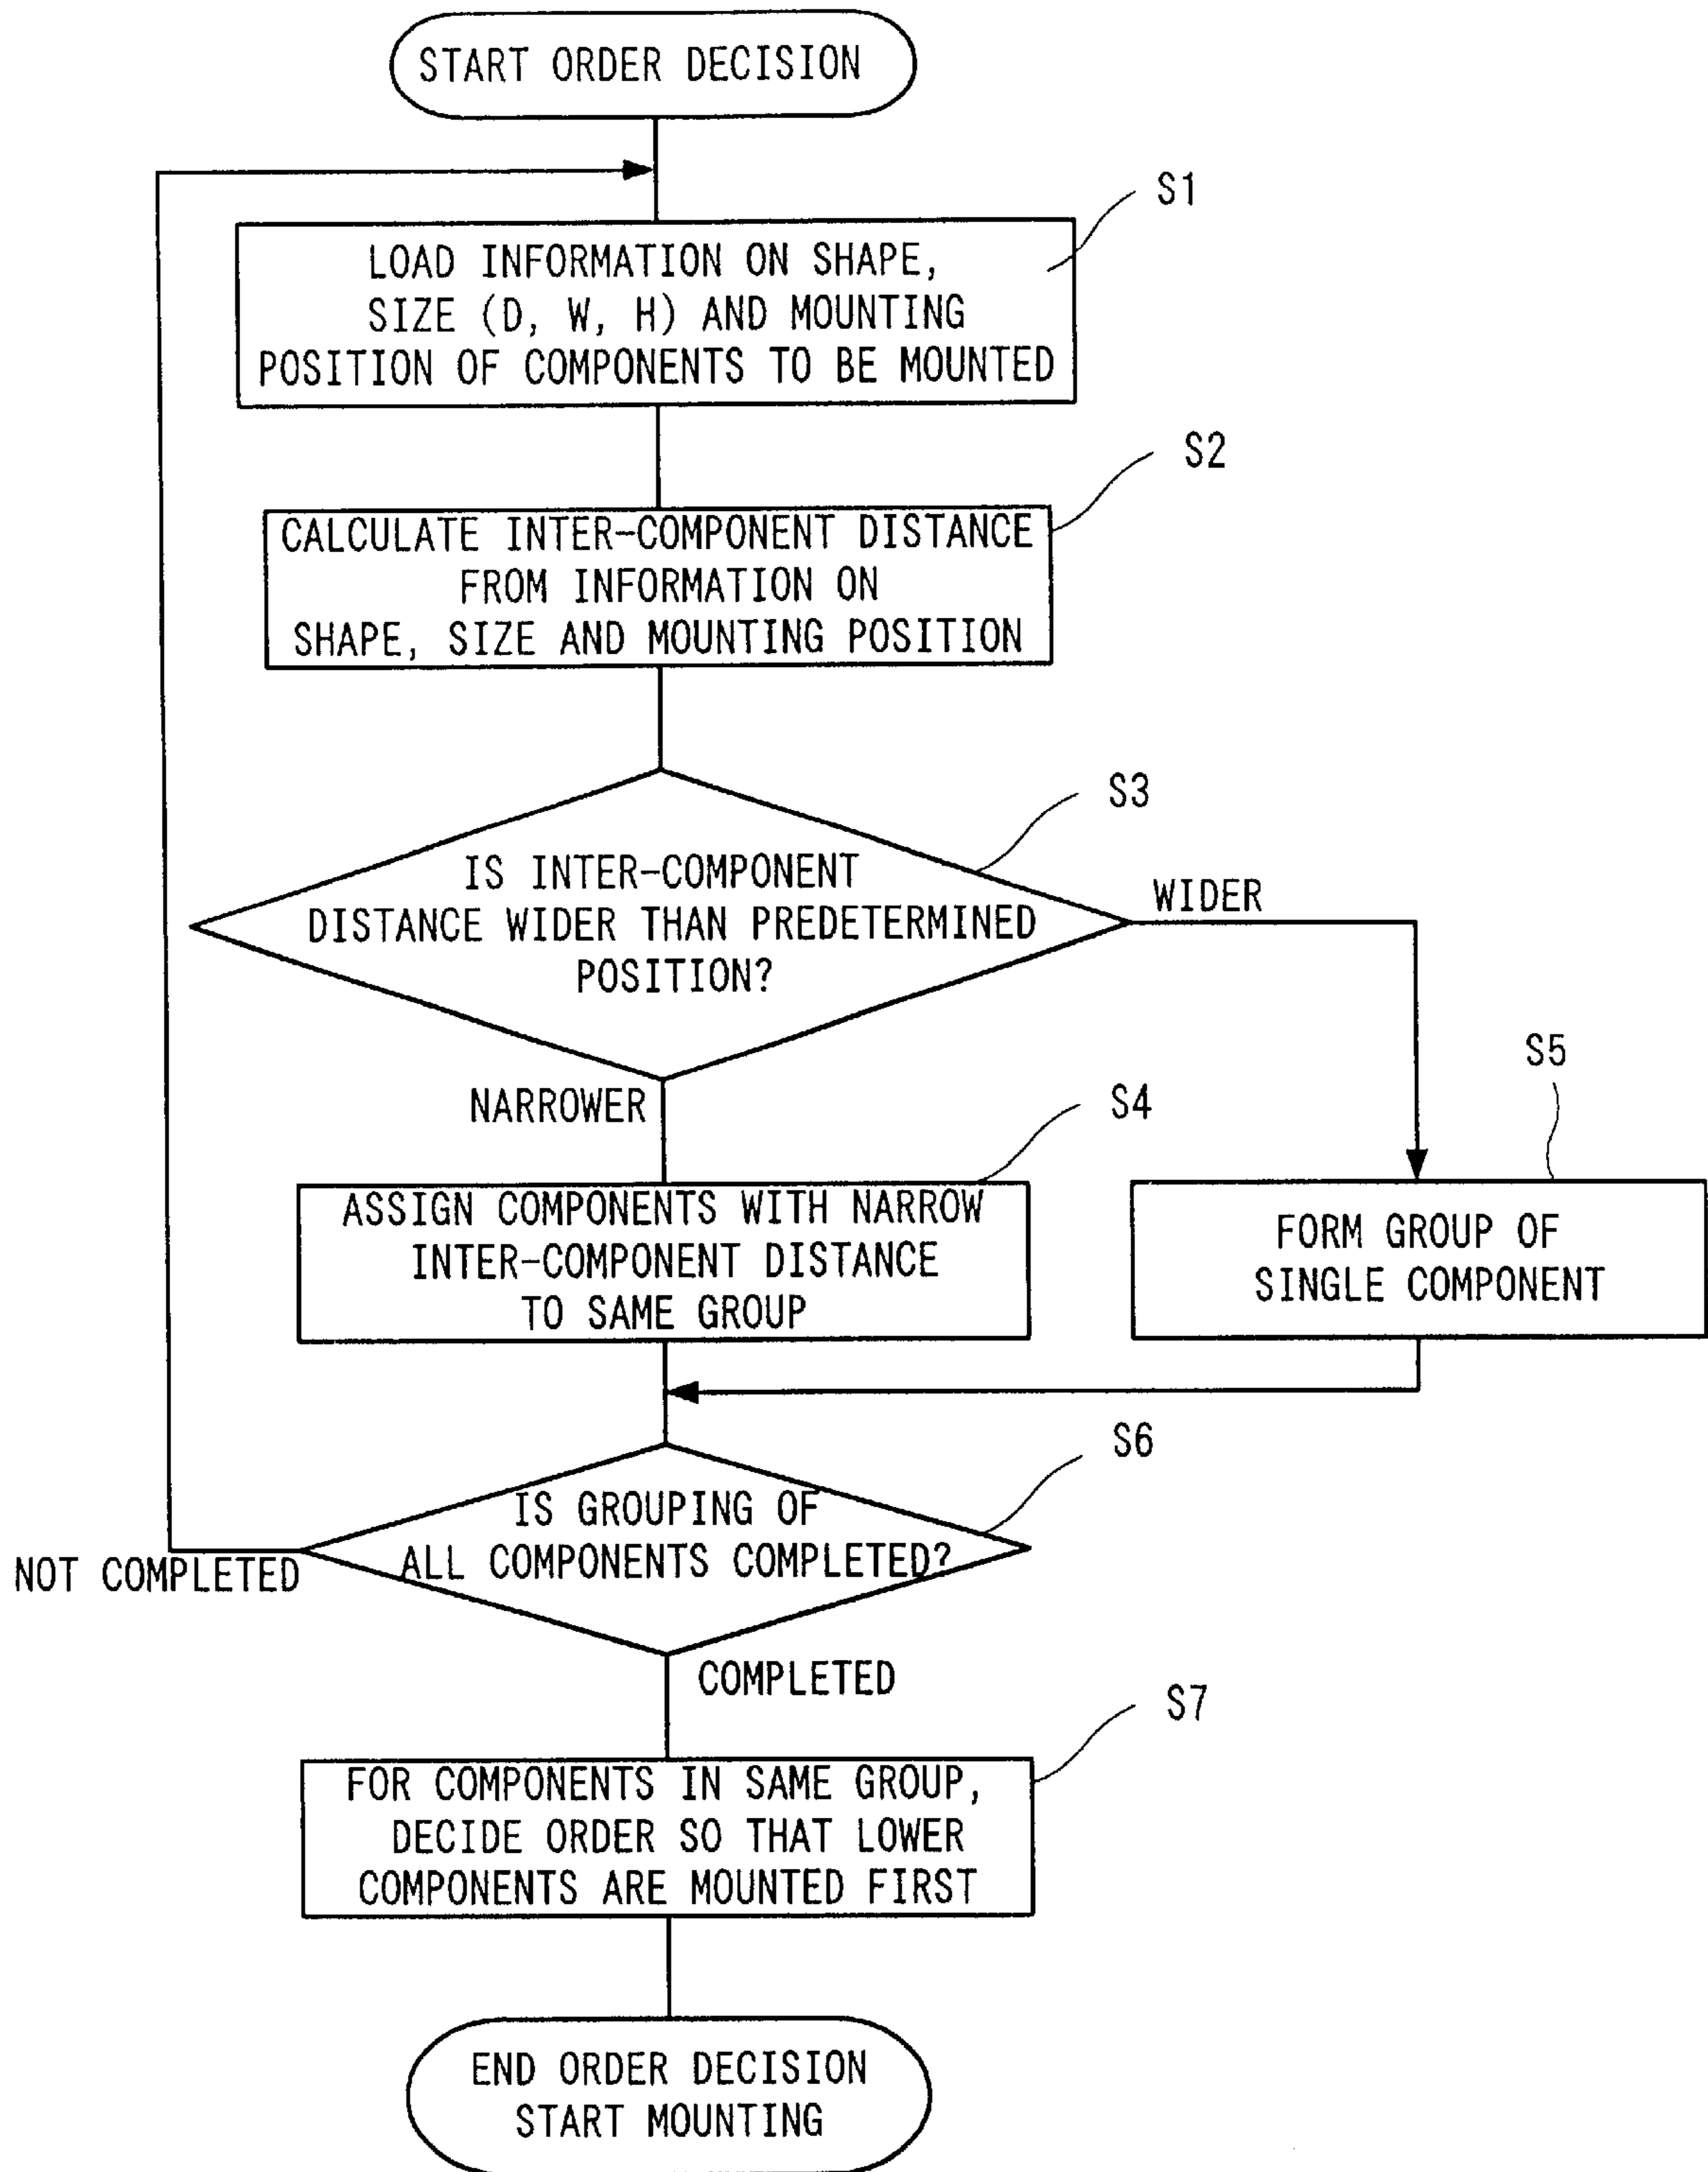 START ORDER DECISION
S1
LOAD INFORMATION ON SHAPE,
SIZE (D, W, H) AND MOUNTING
POSITION OF COMPONENTS TO BE MOUNTED
S2
CALCULATE INTER-COMPONENT DISTANCE
FROM INFORMATION ON
SHAPE, SIZE AND MOUNTING POSITION
S3
IS INTER-COMPONENT
DISTANCE WIDER THAN PREDETERMINED
POSITION?
WIDER
NARROWER
S4
ASSIGN COMPONENTS WITH NARROW
INTER-COMPONENT DISTANCE
TO SAME GROUP
S5
FORM GROUP OF
SINGLE COMPONENT
S6
IS GROUPING OF
ALL COMPONENTS COMPLETED?
NOT COMPLETED
COMPLETED
S7
FOR COMPONENTS IN SAME GROUP,
DECIDE ORDER SO THAT LOWER
COMPONENTS ARE MOUNTED FIRST
END ORDER DECISION
START MOUNTING